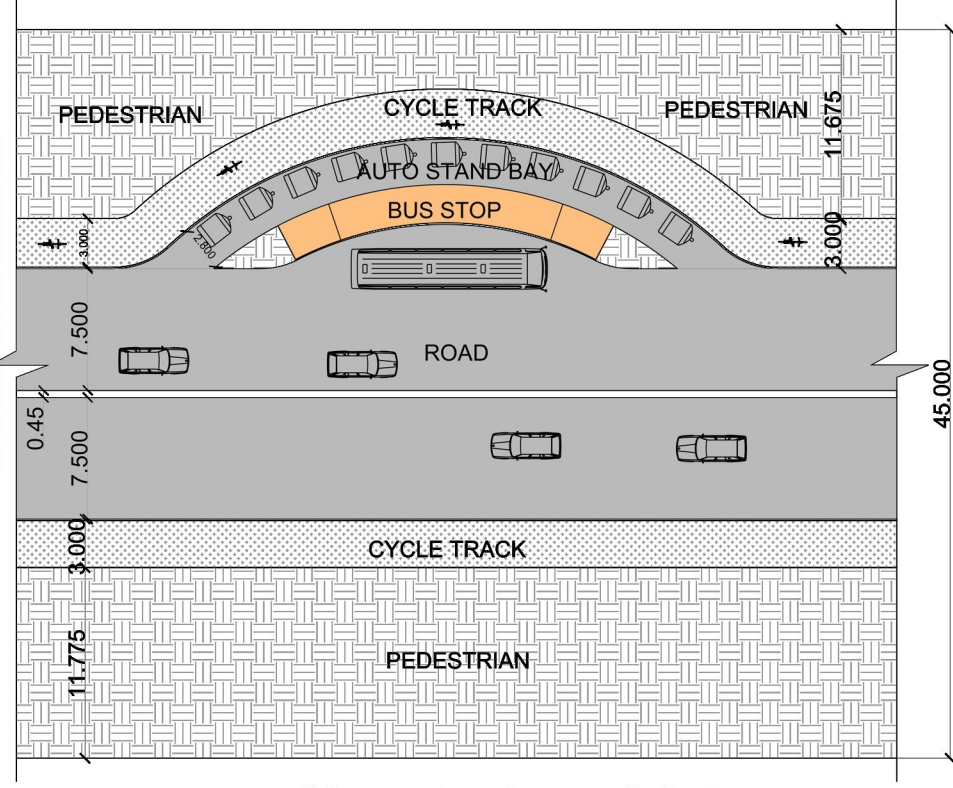 PEDESTRIAN
CYCLE TRACK
PEDESTRIAN
11.675
AUTO STAND BAY
BUS STOP
3.000
2.800
3.000
7.500
ROAD
45.000
0.45
7.500
3.000
CYCLE TRACK
11.775
PEDESTRIAN